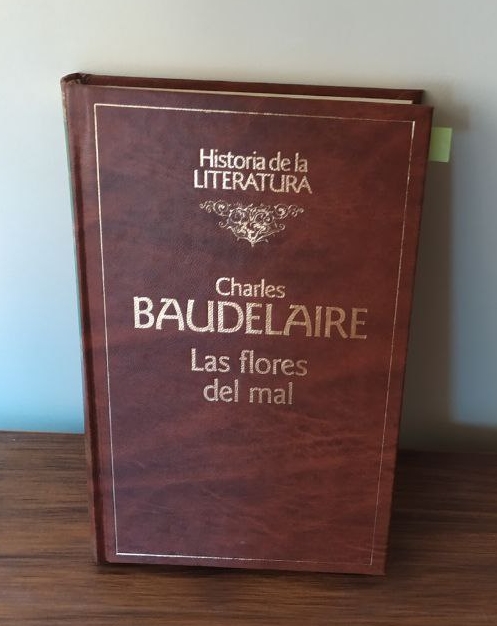 Historia de la
LITERATURA
Charles
BAUDELAIRE
Las flores
del mal